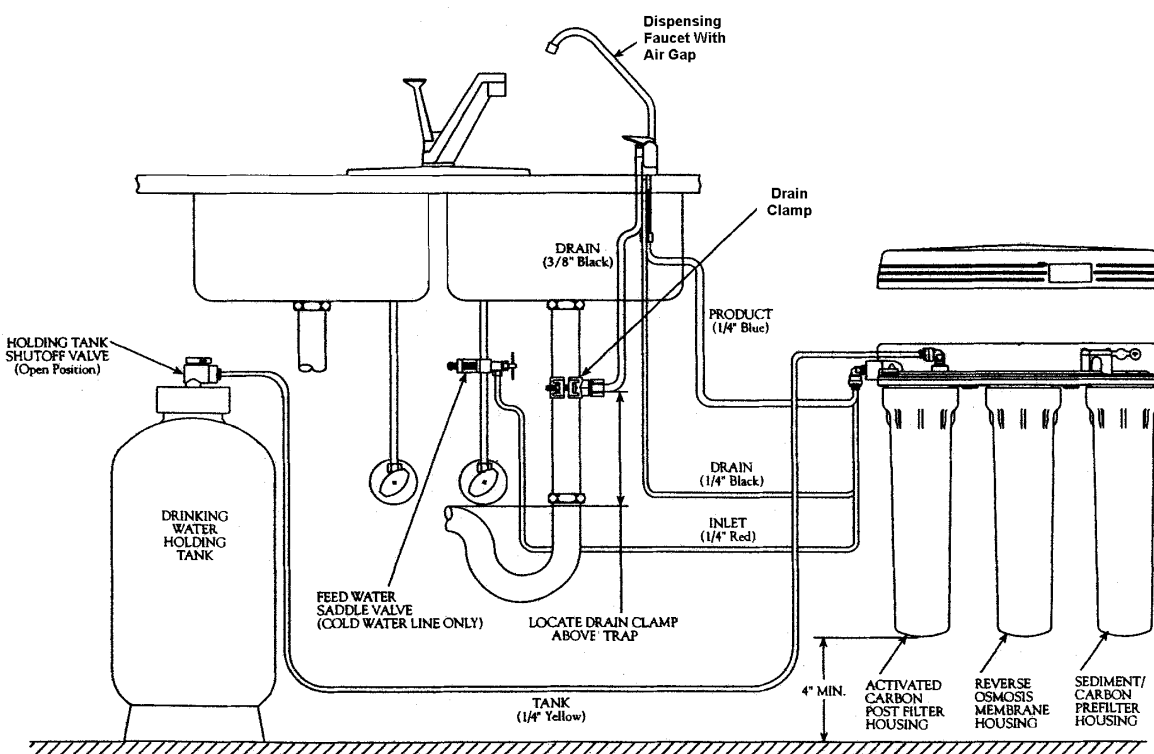 Dispensing
Faucet With
Air Gap
Drain
Clamp
DRAIN
(3/8" Black)
PRODUCT
(1/4" Blue)
HOLDING TANK
SHUTOFF VALVE
(Open Position)
DRAIN
(1/4" Black)
DRINKING
WATER
HOLDING
TANK
INLET
(1/4" Red)
FEED WATER
SADDLE VALVE
(COLD WATER LINE ONLY)
LOCATE DRAIN CLAMP
ABOVE TRAP
TANK
(1/4" Yellow)
4" MIN.
ACTIVATED
CARBON
POST FILTER
HOUSING
REVERSE
OSMOSIS
MEMBRANE
HOUSING
SEDIMENT/
CARBON
PREFILTER
HOUSING